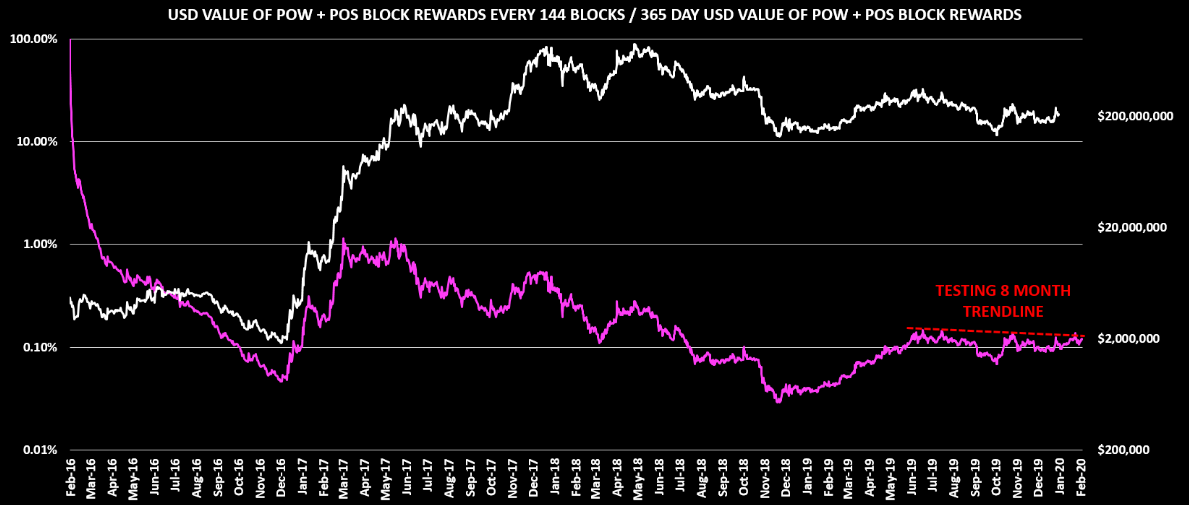 USD VALUE OF POW + POS BLOCK REWARDS EVERY 144 BLOCKS / 365 DAY USD VALUE OF POW + POS BLOCK REWARDS
100.00%
10.00%
1.00%
0.10%
0.01%
$200,000,000
$20,000,000
$2,000,000
$200,000
TESTING 8 MONTH
TRENDLINE
Feb-16
Mar-16
Apr-16
May-16
Jun-16
Jul-16
Aug-16
Sep-16
Oct-16
Nov-16
Dec-16
Jan-17
Feb-17
Mar-17
Apr-17
May-17
Jun-17
Jul-17
Aug-17
Sep-17
Oct-17
Nov-17
Dec-17
Jan-18
Feb-18
Mar-18
Apr-18
May-18
Jun-18
Jul-18
Aug-18
Sep-18
Oct-18
Nov-18
Dec-18
Jan-19
Feb-19
Mar-19
Apr-19
May-19
Jun-19
Jul-19
Aug-19
Sep-19
Oct-19
Nov-19
Dec-19
Jan-20
Feb-20